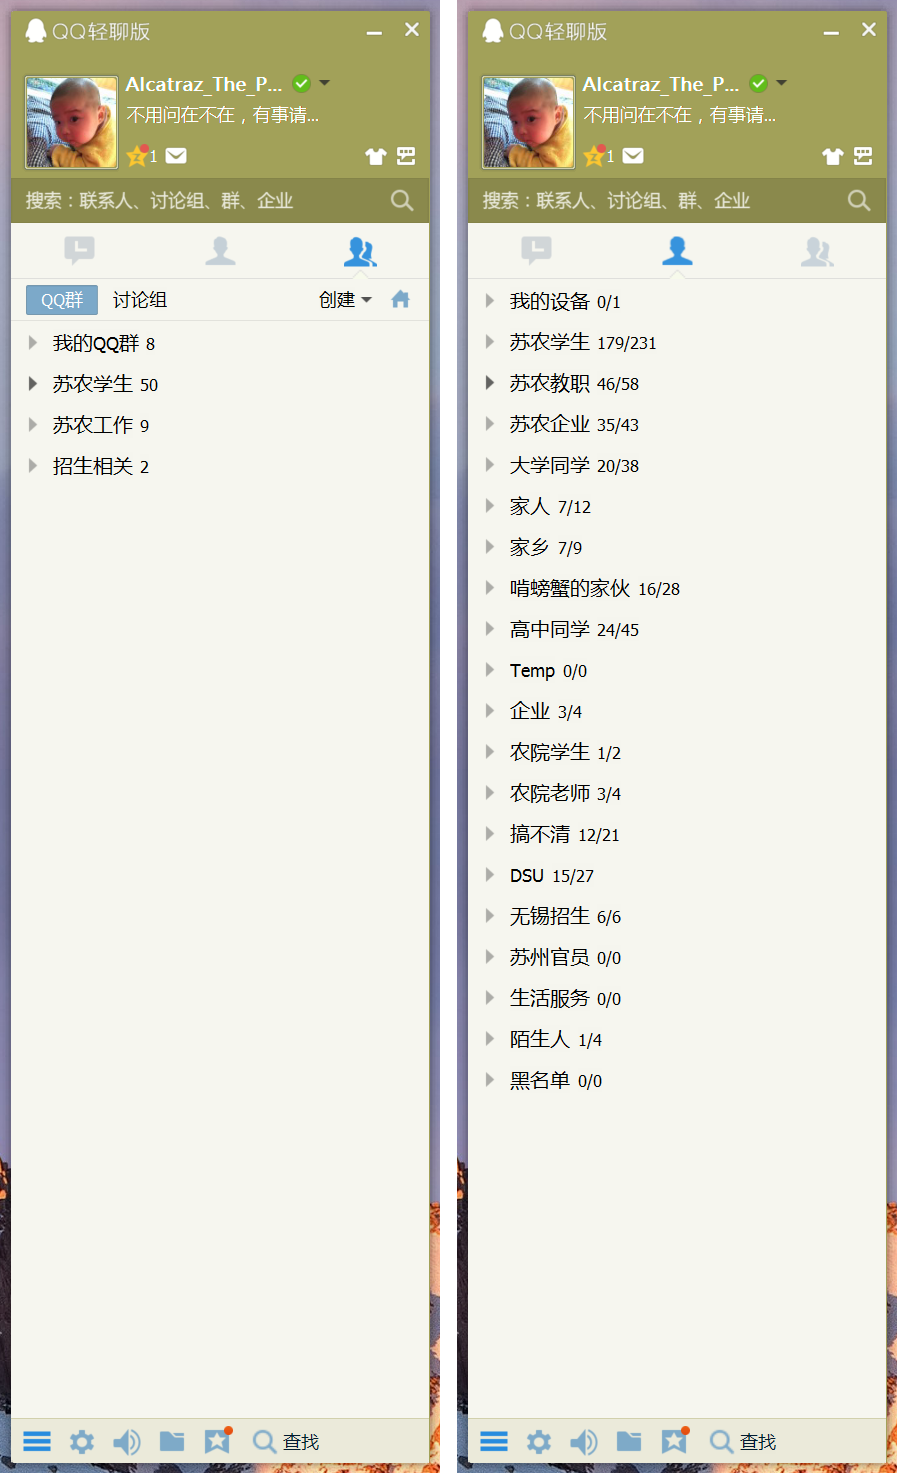 QQ轻聊版
Alcatraz_The_P...
不用问在不在，有事请...
1
搜索：联系人、讨论组、群、企业
QQ群 讨论组 创建
我的QQ群 8
苏农学生 50
苏农工作 9
招生相关 2
查找
QQ轻聊版
Alcatraz_The_P...
不用问在不在，有事请...
1
搜索：联系人、讨论组、群、企业
我的设备 0/1
苏农学生 179/231
苏农教职 46/58
苏农企业 35/43
大学同学 20/38
家人 7/12
家乡 7/9
啃螃蟹的家伙 16/28
高中同学 24/45
Temp 0/0
企业 3/4
农院学生 1/2
农院老师 3/4
搞不清 12/21
DSU 15/27
无锡招生 6/6
苏州官员 0/0
生活服务 0/0
陌生人 1/4
黑名单 0/0
查找